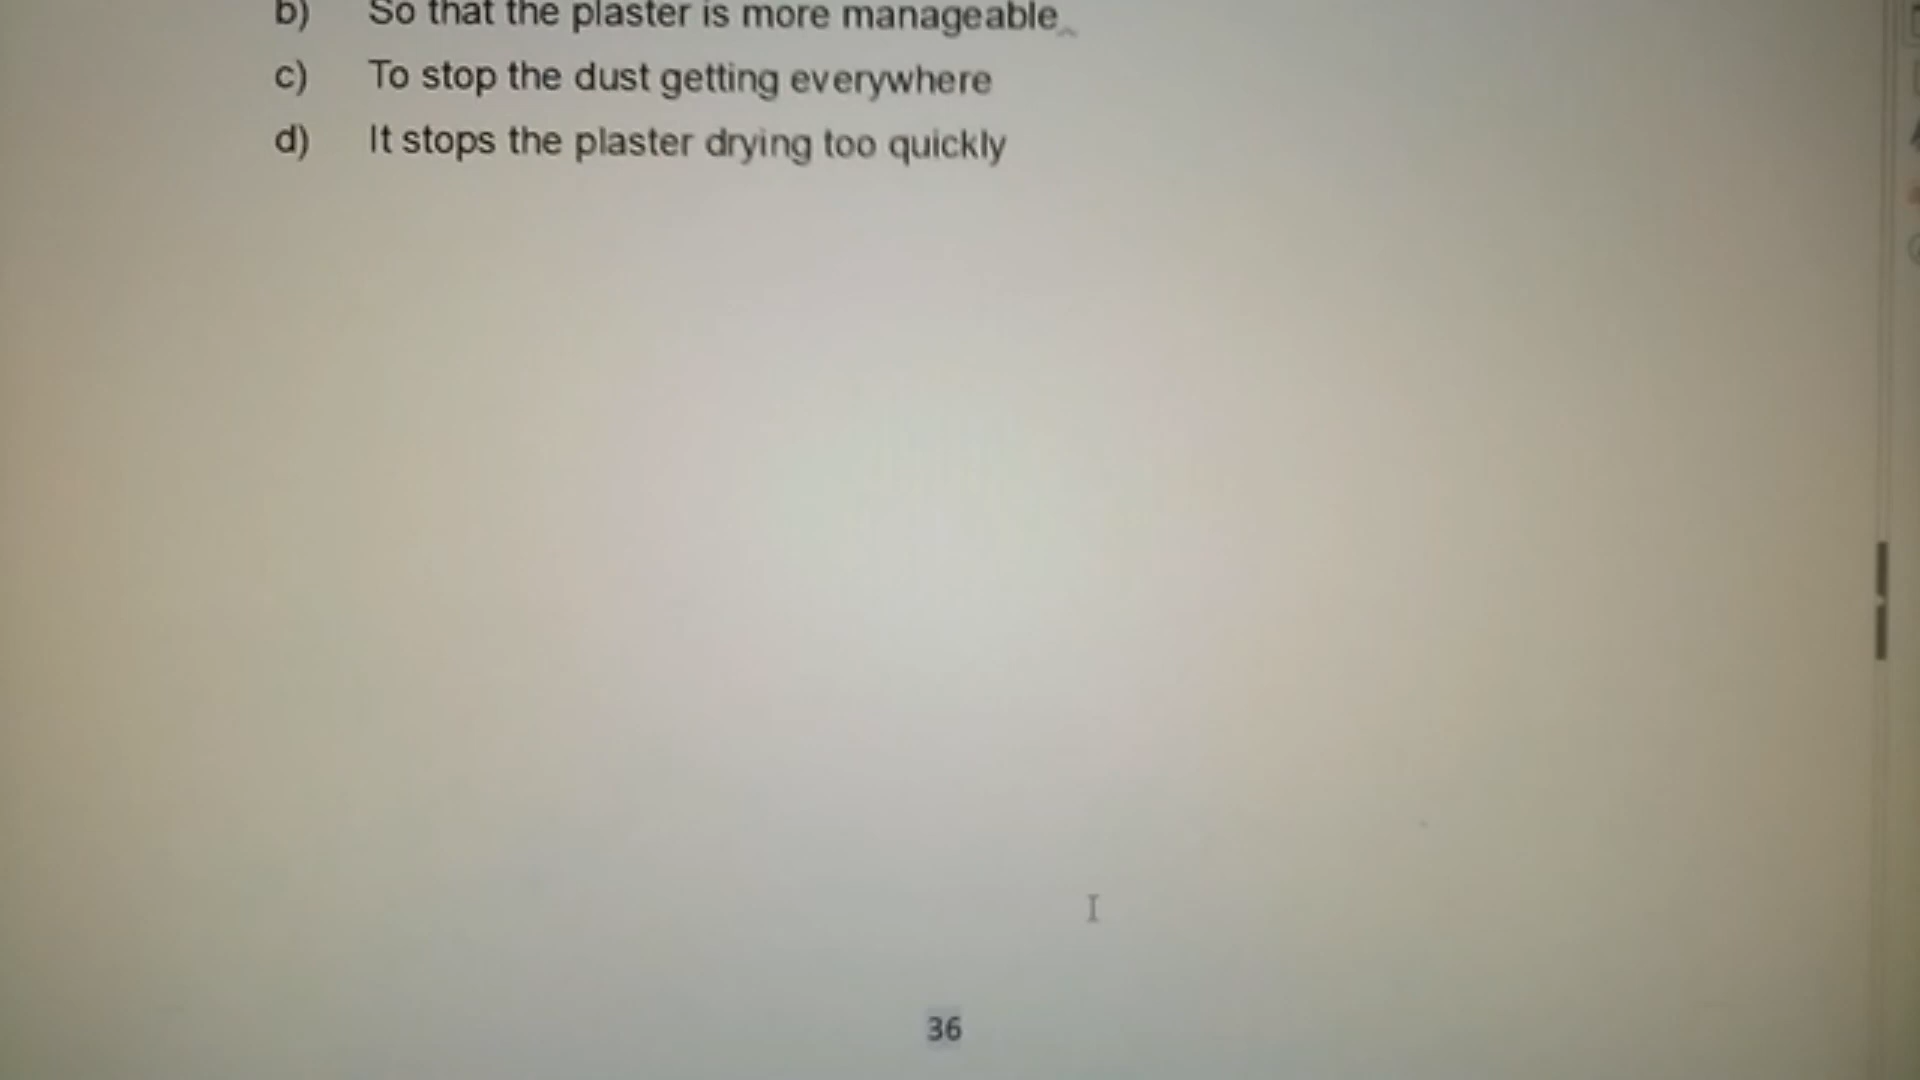 b) So that the plaster is more manageable
c) To stop the dust getting everywhere
d) It stops the plaster drying too quickly
36